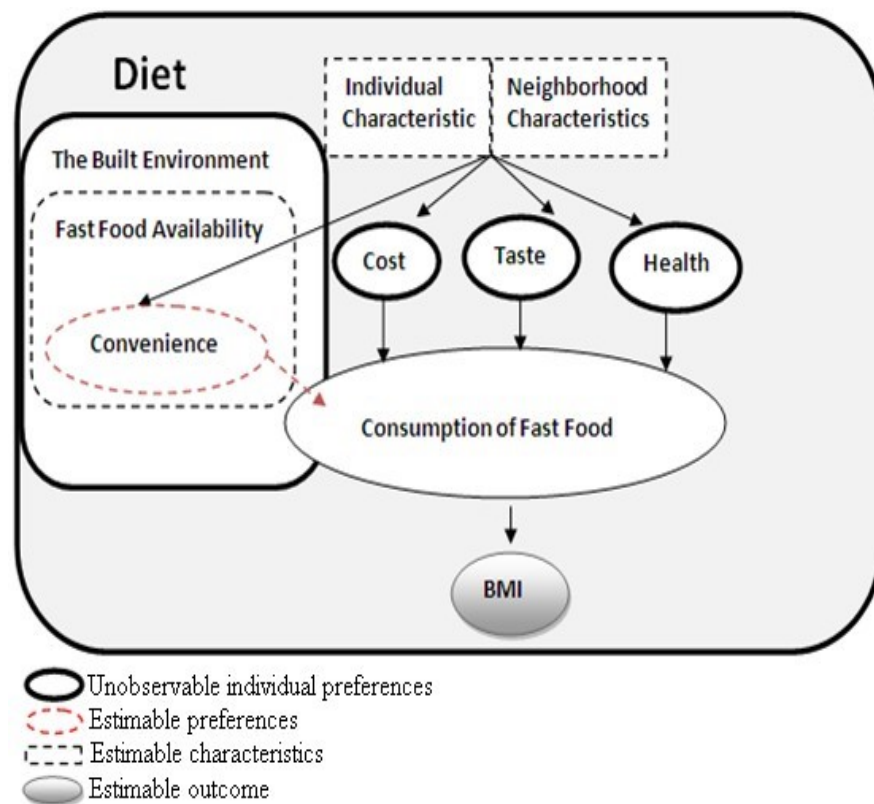 Diet
Individual
Characteristic
Neighborhood
Characteristics
The Built Environment
Fast Food Availability
Convenience
Cost
Taste
Health
Consumption of Fast Food
BMI
Unobservable individual preferences
Estimable preferences
Estimable characteristics
Estimable outcome